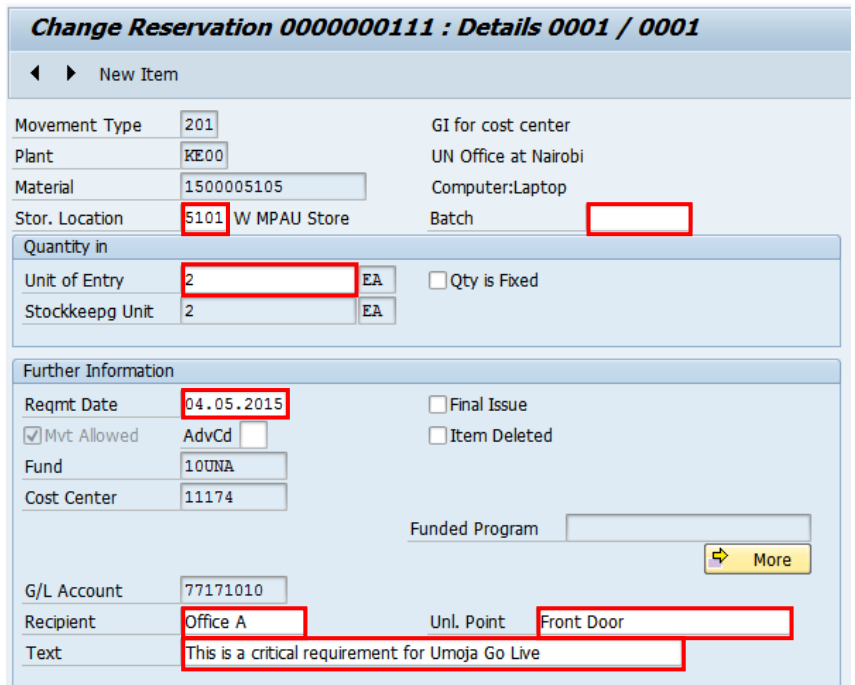 Change Reservation 0000000111 : Details 0001 / 0001
New Item
Movement Type 201 GI for cost center
Plant KE00 UN Office at Nairobi
Material 1500005105 Computer:Laptop
Stor. Location 5101 W MPAU Store Batch
Quantity in
Unit of Entry 2 EA Qty is Fixed
Stockkeepg Unit 2 EA
Further Information
Reqmt Date 04.05.2015 Final Issue
Mvt Allowed AdvCd Item Deleted
Fund 10UNA
Cost Center 11174
Funded Program
More
G/L Account 77171010
Recipient Office A Unl. Point Front Door
Text This is a critical requirement for Umoja Go Live